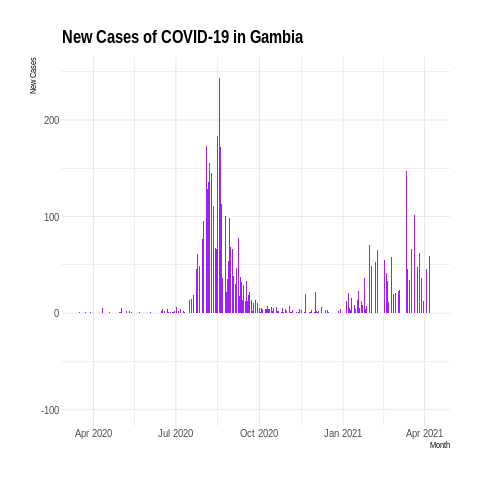 New Cases of COVID-19 in Gambia
New Cases
200
100
0
-100
Apr 2020 Jul 2020 Oct 2020 Jan 2021 Apr 2021
Month